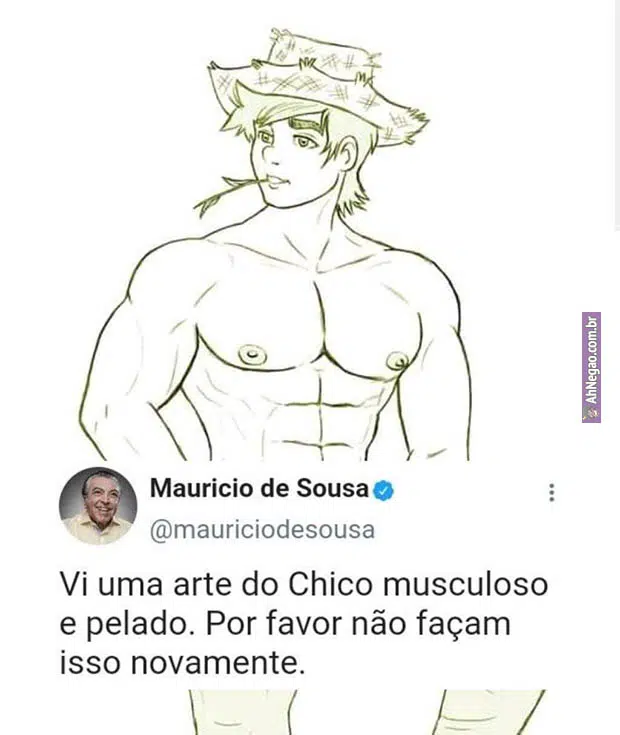 AhNegao.com.br
Mauricio de Sousa
@mauriciodesousa
Vi uma arte do Chico musculoso
e pelado. Por favor não façam
isso novamente.